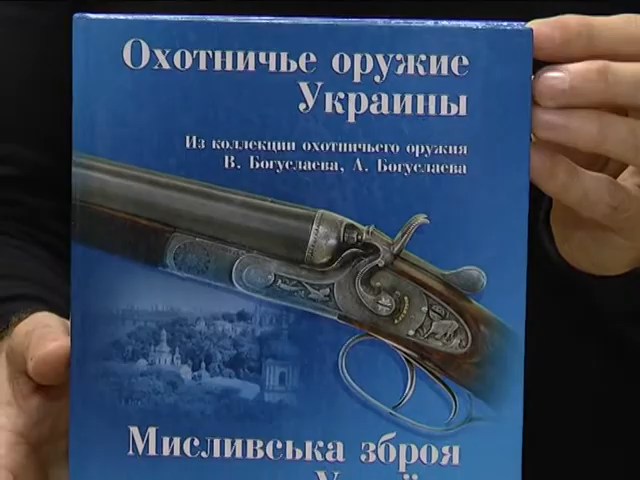 Охотничье оружие
Украины
Из коллекции охотничьего оружия
В. Богуслаева, А. Богуслаева
Мисливська зброя